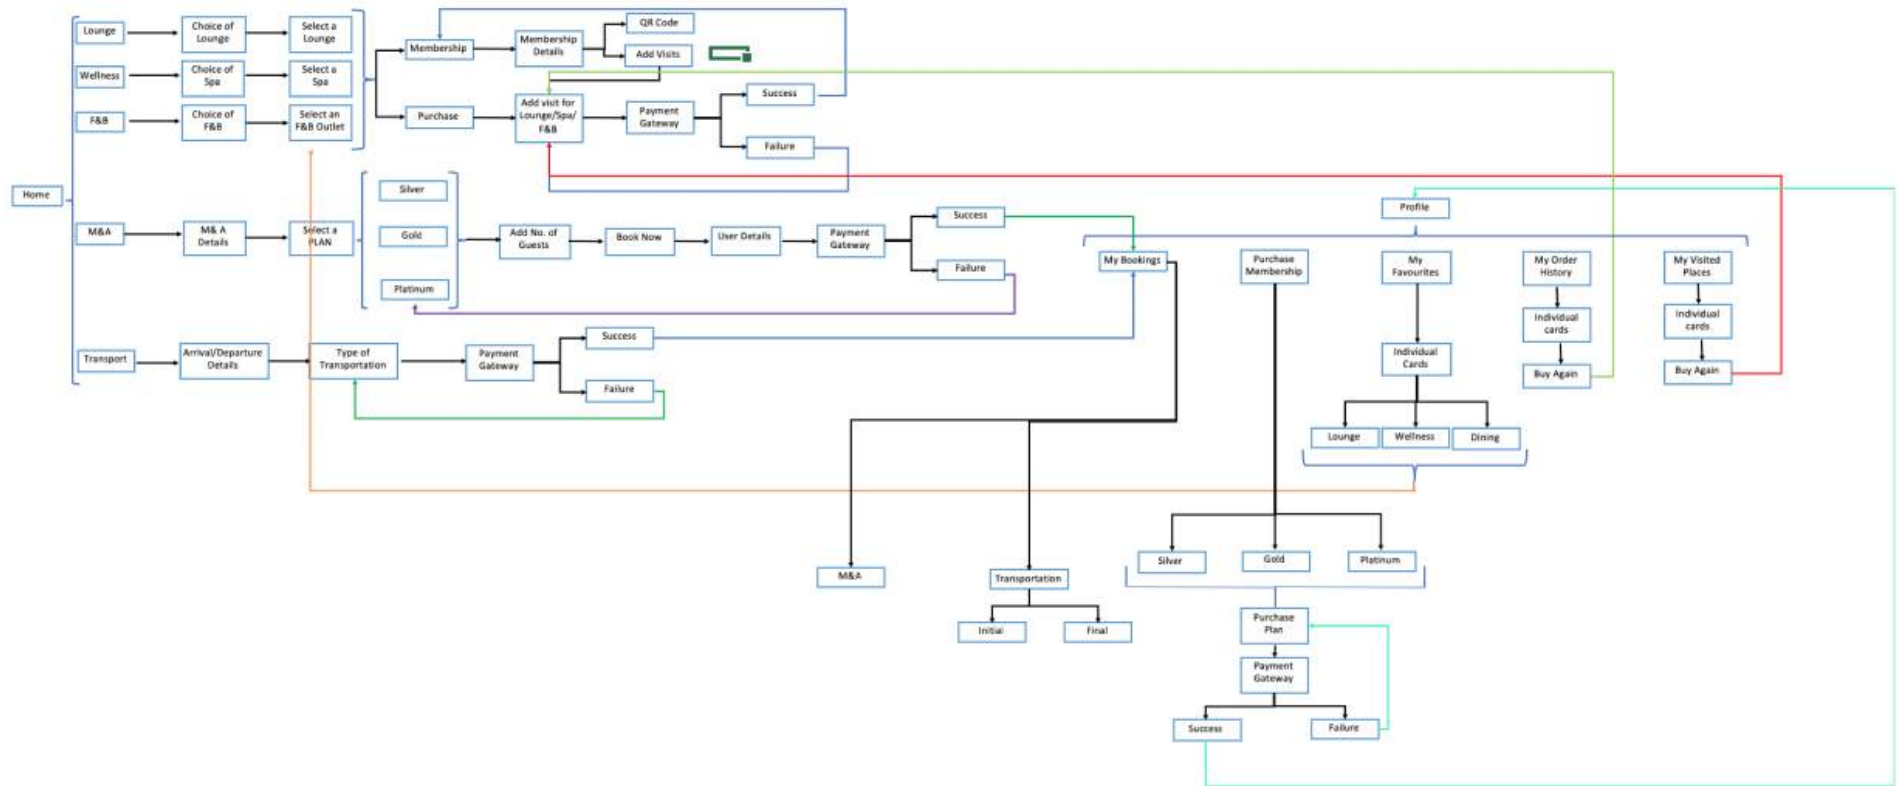 Lounge
Choice of
Lounge
Select a
Lounge
Wellness
Choice of
Spa
Select a
Spa
F&B
Choice of
F&B
Select an
F&B Outlet
Membership
Membership
Details
QR Code
Add Visits
Purchase
Add visit for
Lounge/Spa/
F&B
Payment
Gateway
Success
Failure
Home
M&A
M& A
Details
Select a
PLAN
Silver
Gold
Platinum
Add No. of
Guests
Book Now
User Details
Payment
Gateway
Success
Failure
Transport
Arrival/Departure
Details
Type of
Transportation
Payment
Gateway
Success
Failure
Profile
My Bookings
Purchase
Membership
My
Favourites
My Order
History
My Visited
Places
Individual
cards
Individual
cards
Individual
Cards
Buy Again
Buy Again
Lounge
Wellness
Dining
M&A
Transportation
Initial
Final
Silver
Gold
Platinum
Purchase
Plan
Payment
Gateway
Success
Failure